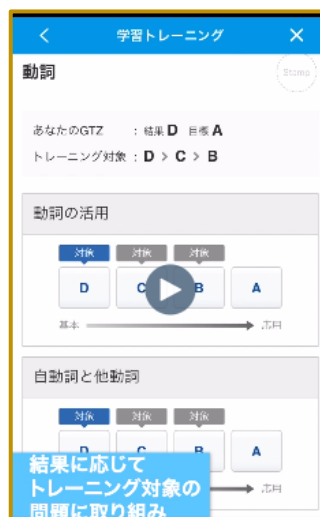 学習トレーニング
動詞
Stamp
あなたのGTZ : 結果 D 目標 A
トレーニング対象 : D > C > B
動詞の活用
対象 対象 対象
D C B A
基本 応用
自動詞と他動詞
対象 対象 対象
D C B A
応用
結果に応じて
トレーニング対象の
問題に取り組み